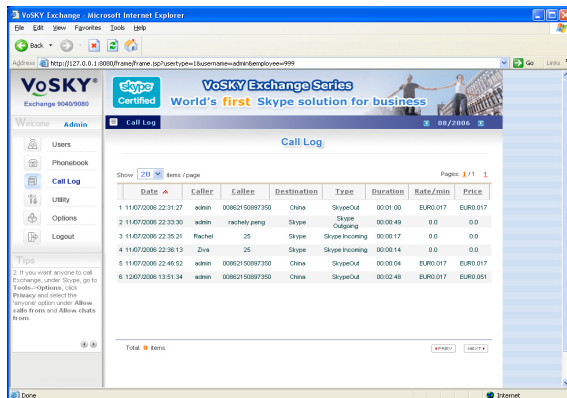 VoSKY Exchange - Microsoft Internet Explorer
File Edit View Favorites Tools Help
Back
Address http://127.0.0.1:8080/frame/frame.jsp?usertype=1&username=admin&employee=999 Go Links
VoSKY®
Exchange 9040/9080
skype Certified
VoSKY Exchange Series
World's first Skype solution for business
Welcome Admin
Call Log 08/2006
Users
Phonebook
Call Log
Utility
Options
Logout
Call Log
Show 20 items / page Pages: 1 / 1 1
Date Caller Callee Destination Type Duration Rate/min Price
1 11/07/2006 22:31:27 admin 00862150897350 China SkypeOut 00:01:00 EUR0.017 EUR0.017
2 11/07/2006 22:33:30 admin rachely.peng Skype Skype Outgoing 00:00:49 0.0 0.0
3 11/07/2006 22:35:21 Rachel 25 Skype Skype Incoming 00:00:17 0.0 0.0
4 11/07/2006 22:36:13 Ziva 25 Skype Skype Incoming 00:00:14 0.0 0.0
5 11/07/2006 22:46:52 admin 00862150897350 China SkypeOut 00:00:04 EUR0.017 EUR0.017
6 12/07/2006 13:51:34 admin 00862150897350 China SkypeOut 00:02:48 EUR0.017 EUR0.051
Total: 0 items PREV NEXT
Tips
2. If you want anyone to call
Exchange, under Skype, go to
Tools->Options, click
Privacy and select the
'anyone' option under Allow
calls from and Allow chats
from.
Done Internet